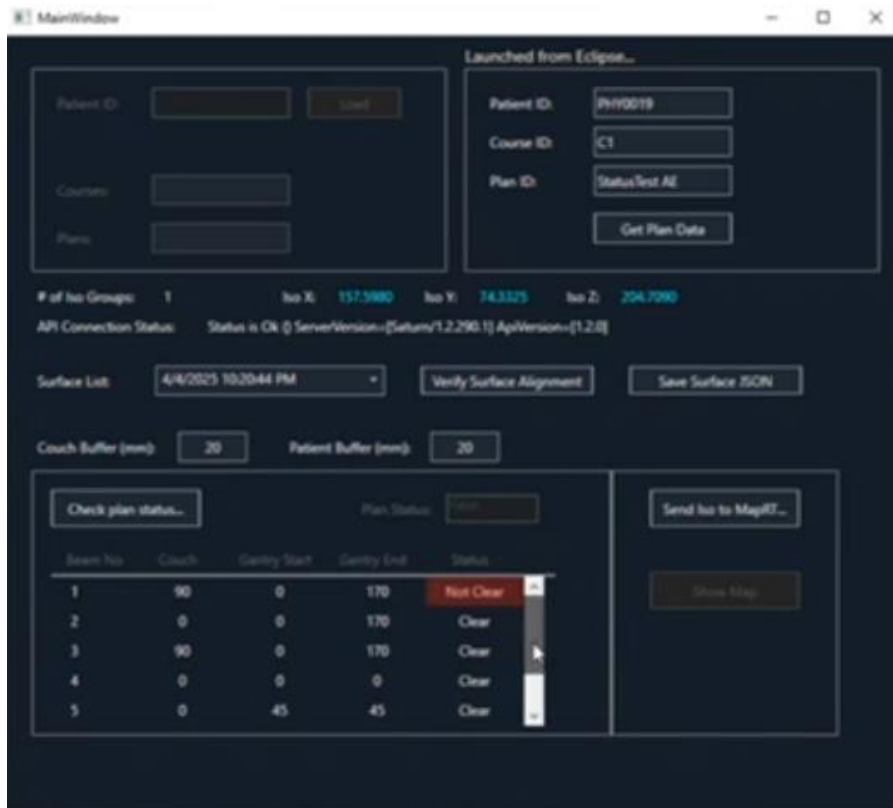 MainWindow
Launched from Eclipse...
Patient ID:
Load
Courses:
Plans:
Patient ID: PHY0019
Course ID: C1
Plan ID: StatusTest AE
Get Plan Data
# of Iso Groups: 1 Iso X: 157.5980 Iso Y: 74.3325 Iso Z: 204.7090
API Connection Status: Status is Ok () ServerVersion=[Saturn/1.2.290.1] ApiVersion=[1.2.0]
Surface List: 4/4/2025 10:20:44 PM Verify Surface Alignment Save Surface JSON
Couch Buffer (mm): 20 Patient Buffer (mm): 20
Check plan status... Plan Status:
Send Iso to MapRT...
Show Map
Beam No Couch Gantry Start Gantry End Status
1 90 0 170 Not Clear
2 0 0 170 Clear
3 90 0 170 Clear
4 0 0 0 Clear
5 0 45 45 Clear